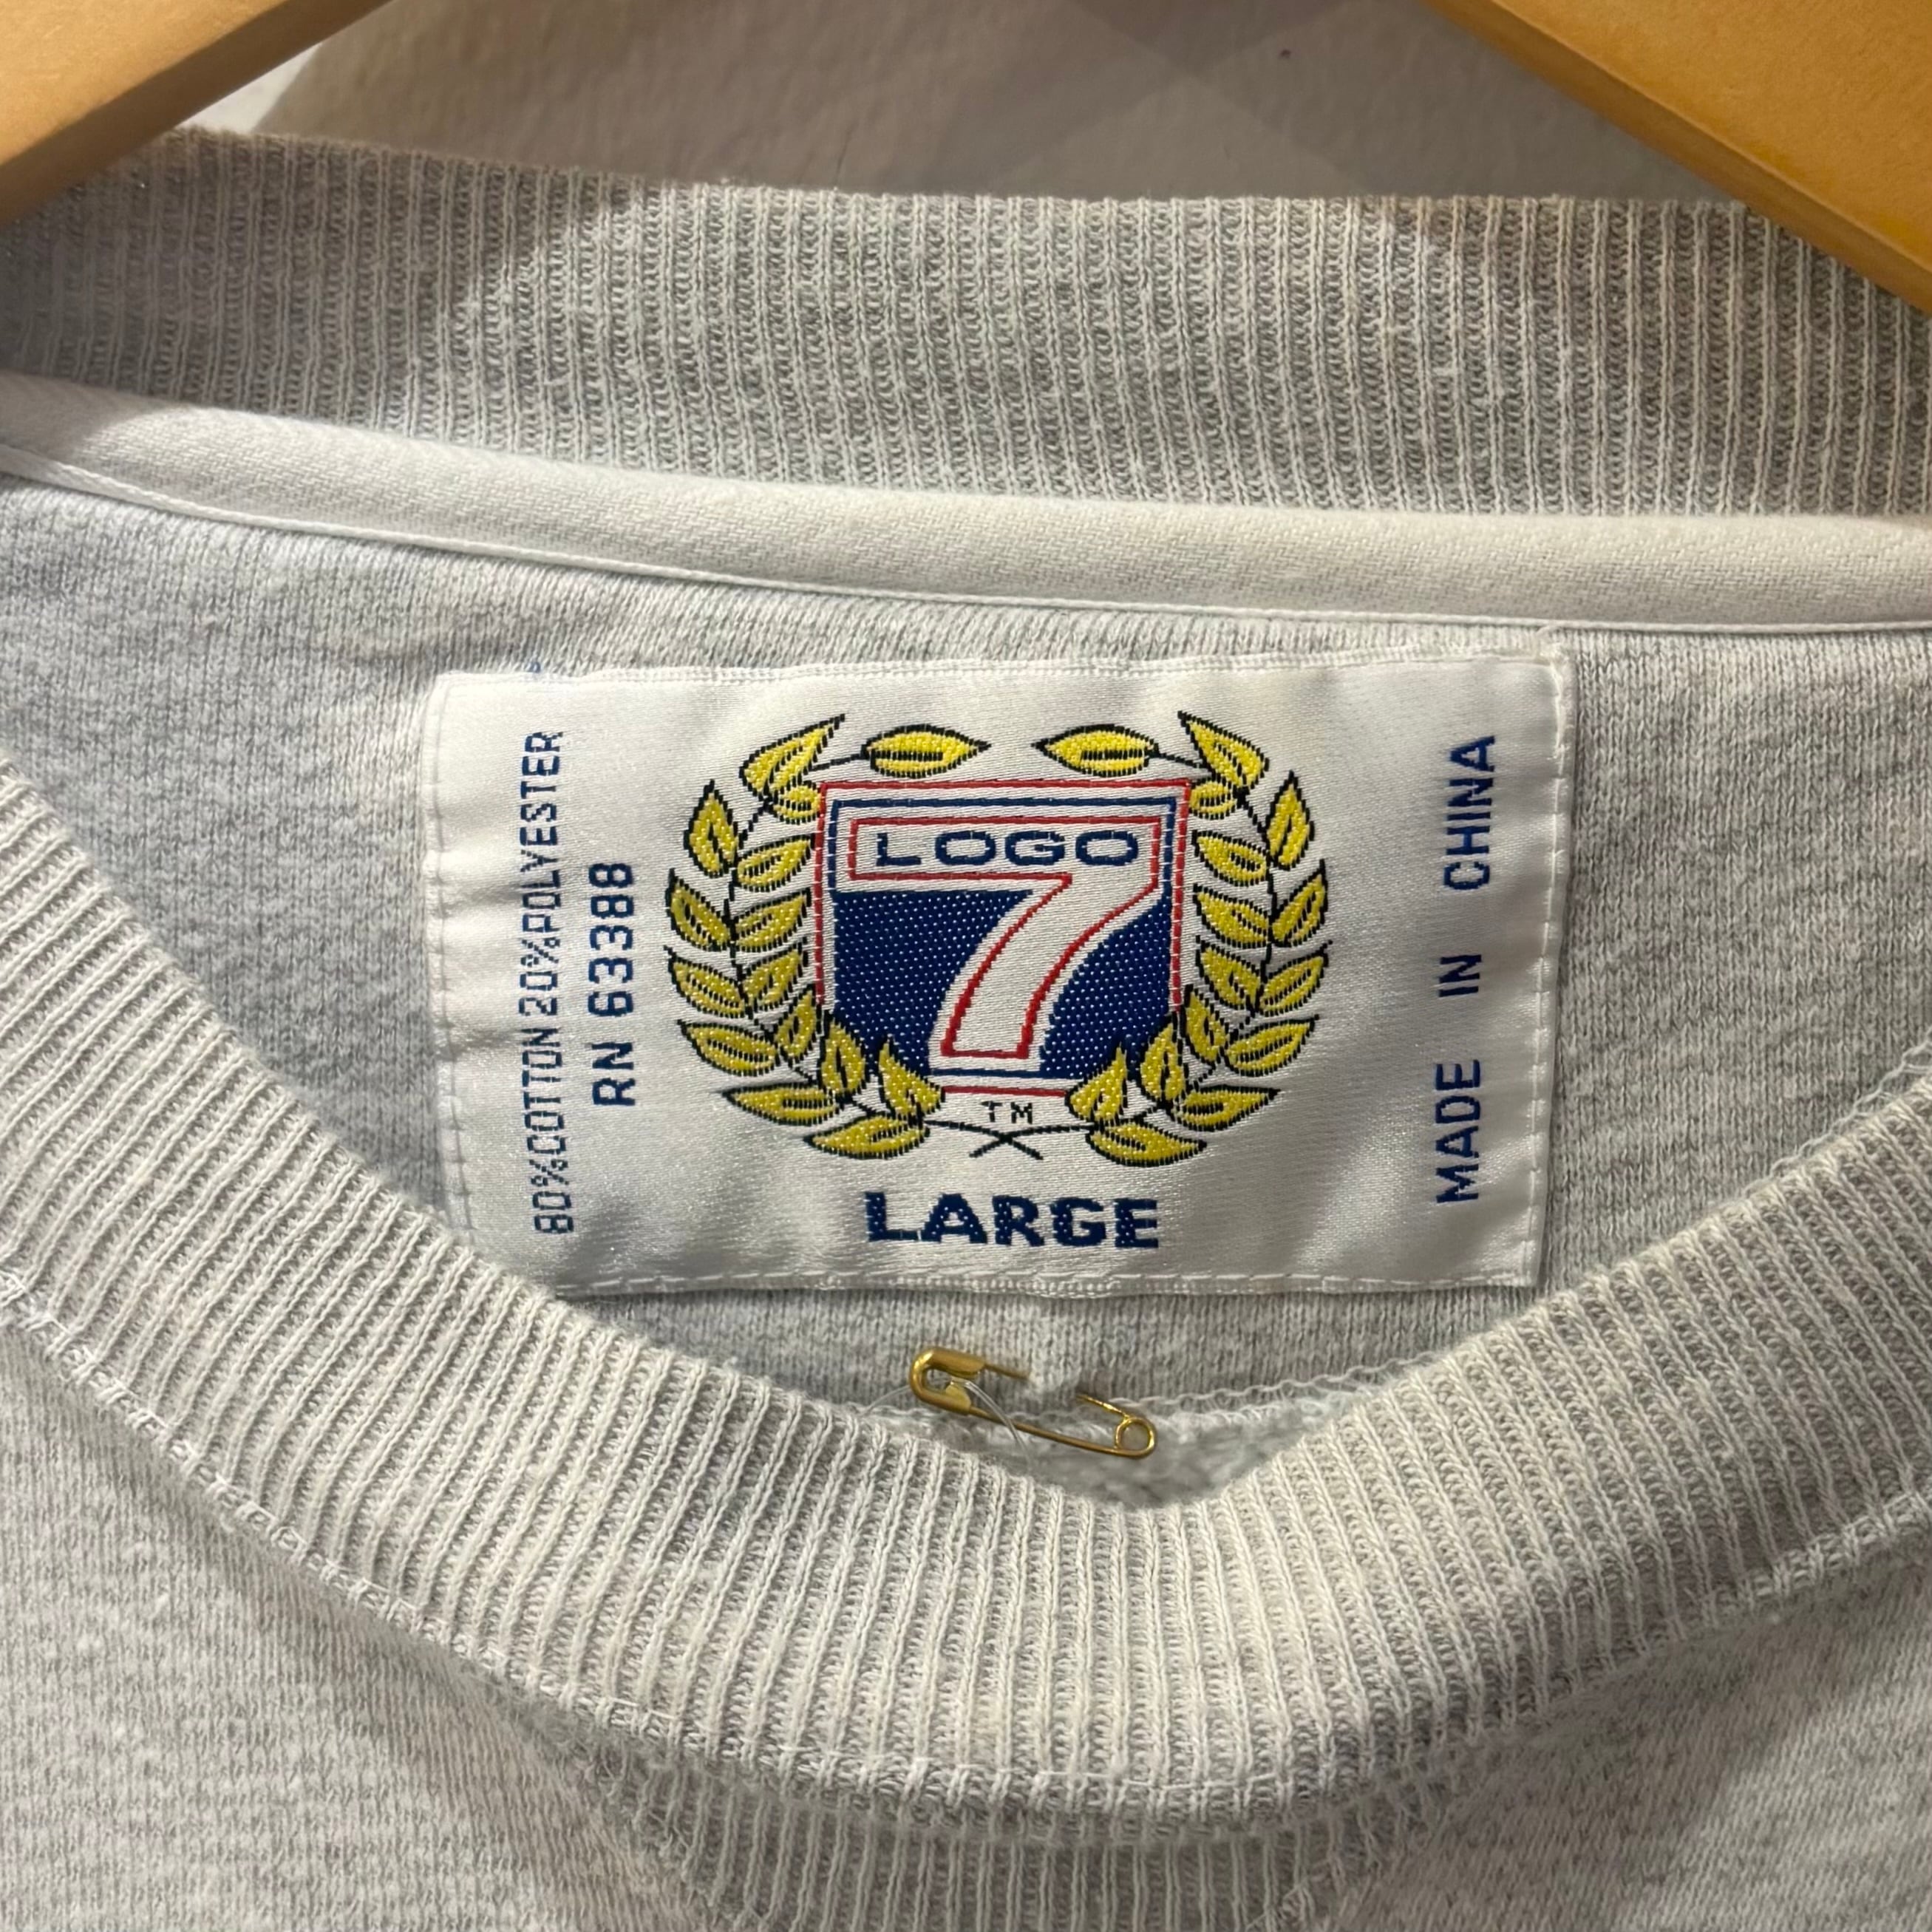 80%COTTON 20%POLYESTER
RN 63388
LOGO
7
TM
LARGE
MADE IN CHINA